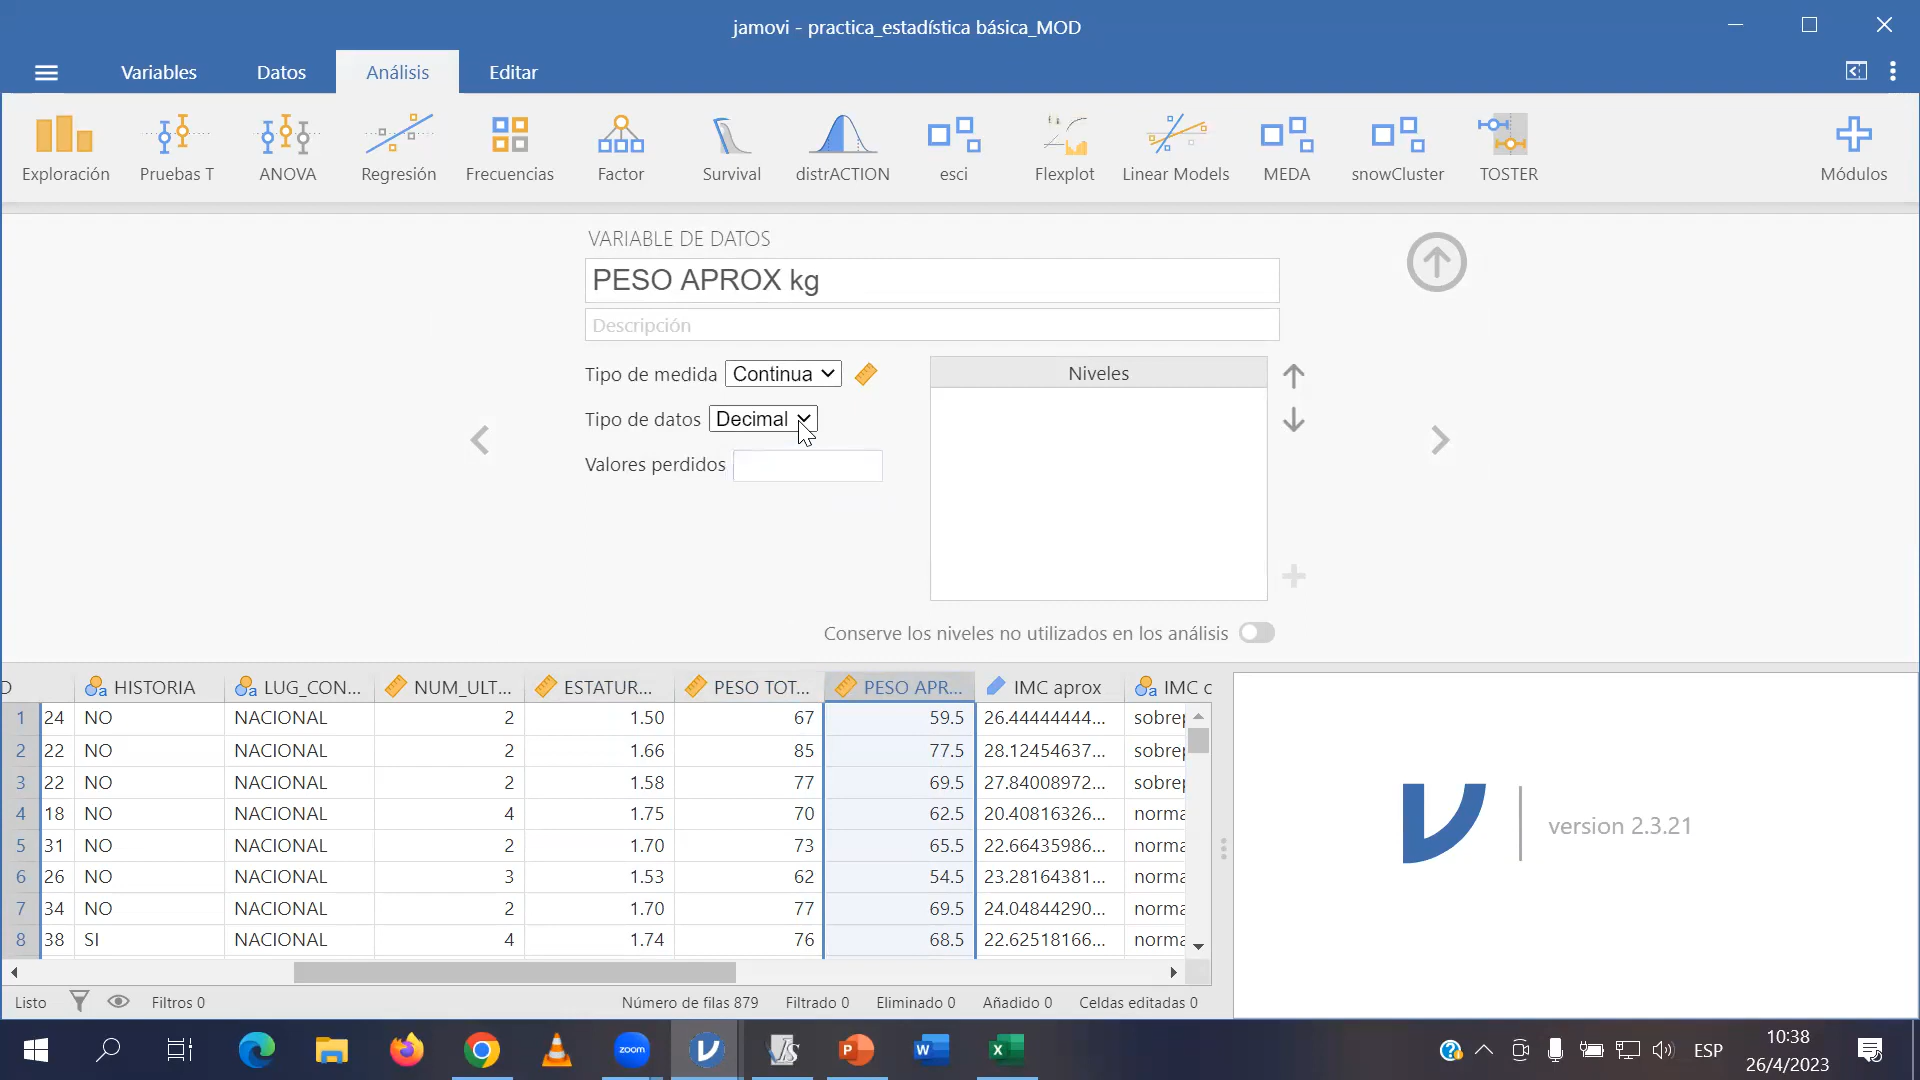 jamovi - practica_estadística básica_MOD
Variables Datos Análisis Editar
Exploración Pruebas T ANOVA Regresión Frecuencias Factor Survival distrACTION esci Flexplot Linear Models MEDA snowCluster TOSTER Módulos
VARIABLE DE DATOS
PESO APROX kg
Descripción
Tipo de medida Continua Niveles
Tipo de datos Decimal
Valores perdidos
Conserve los niveles no utilizados en los análisis
HISTORIA LUG_CON... NUM_ULT... ESTATUR... PESO TOT... PESO APR... IMC aprox IMC c
1 24 NO NACIONAL 2 1.50 67 59.5 26.44444444... sobrep
2 22 NO NACIONAL 2 1.66 85 77.5 28.12454637... sobrep
3 22 NO NACIONAL 2 1.58 77 69.5 27.84008972... sobrep
4 18 NO NACIONAL 4 1.75 70 62.5 20.40816326... norma
5 31 NO NACIONAL 2 1.70 73 65.5 22.66435986... norma
6 26 NO NACIONAL 3 1.53 62 54.5 23.28164381... norma
7 34 NO NACIONAL 2 1.70 77 69.5 24.04844290... norma
8 38 SI NACIONAL 4 1.74 76 68.5 22.62518166... norma
version 2.3.21
Listo Filtros 0 Número de filas 879 Filtrado 0 Eliminado 0 Añadido 0 Celdas editadas 0
zoom
ESP
10:38
26/4/2023